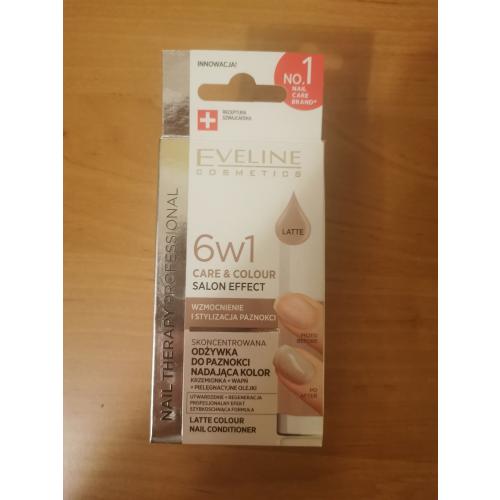 INNOWACJA!
NO.1
NAIL
CARE
BRAND*
RECEPTURA
SZWAJCARSKA
EVELINE
COSMETICS
LATTE
6w1
CARE & COLOUR
SALON EFFECT
WZMOCNIENIE
I STYLIZACJA PAZNOKCI
PRZED
BEFORE
SKONCENTROWANA
ODŻYWKA
DO PAZNOKCI
NADAJĄCA KOLOR
KRZEMIONKA + WAPŃ
+ PIELĘGNACYJNE OLEJKI
PO
AFTER
UTWARDZENIE + REGENERACJA
PROFESJONALNY EFEKT
SZYBKOSCHNĄCA FORMUŁA
LATTE COLOUR
NAIL CONDITIONER
NAIL THERAPY PROFESSIONAL